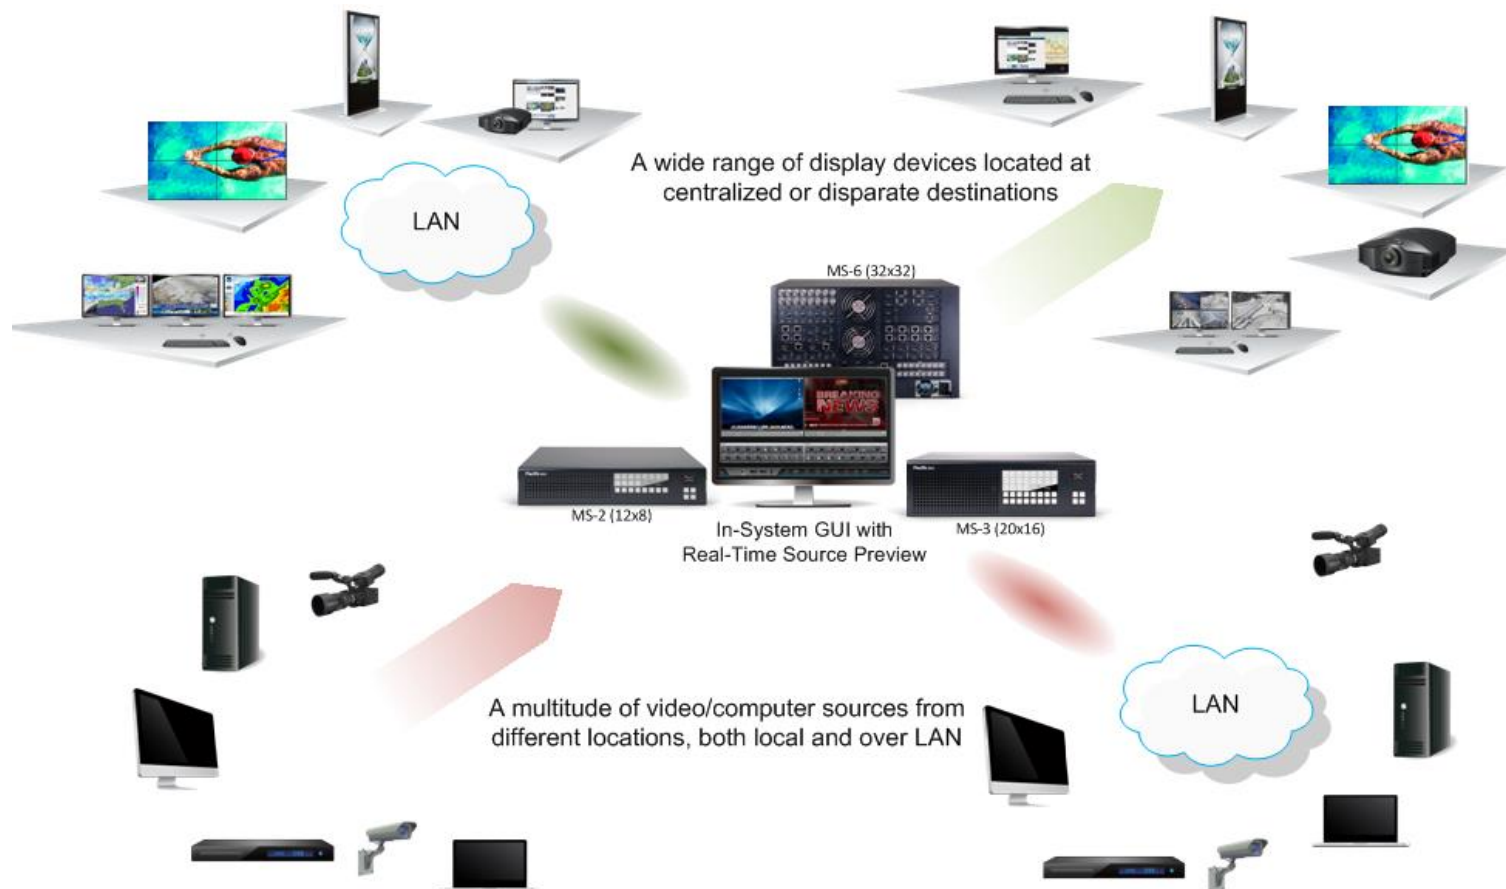 A wide range of display devices located at
centralized or disparate destinations
LAN
MS-6 (32x32)
BREAKING
NEWS
MS-2 (12x8)
MS-3 (20x16)
In-System GUI with
Real-Time Source Preview
A multitude of video/computer sources from
different locations, both local and over LAN
LAN